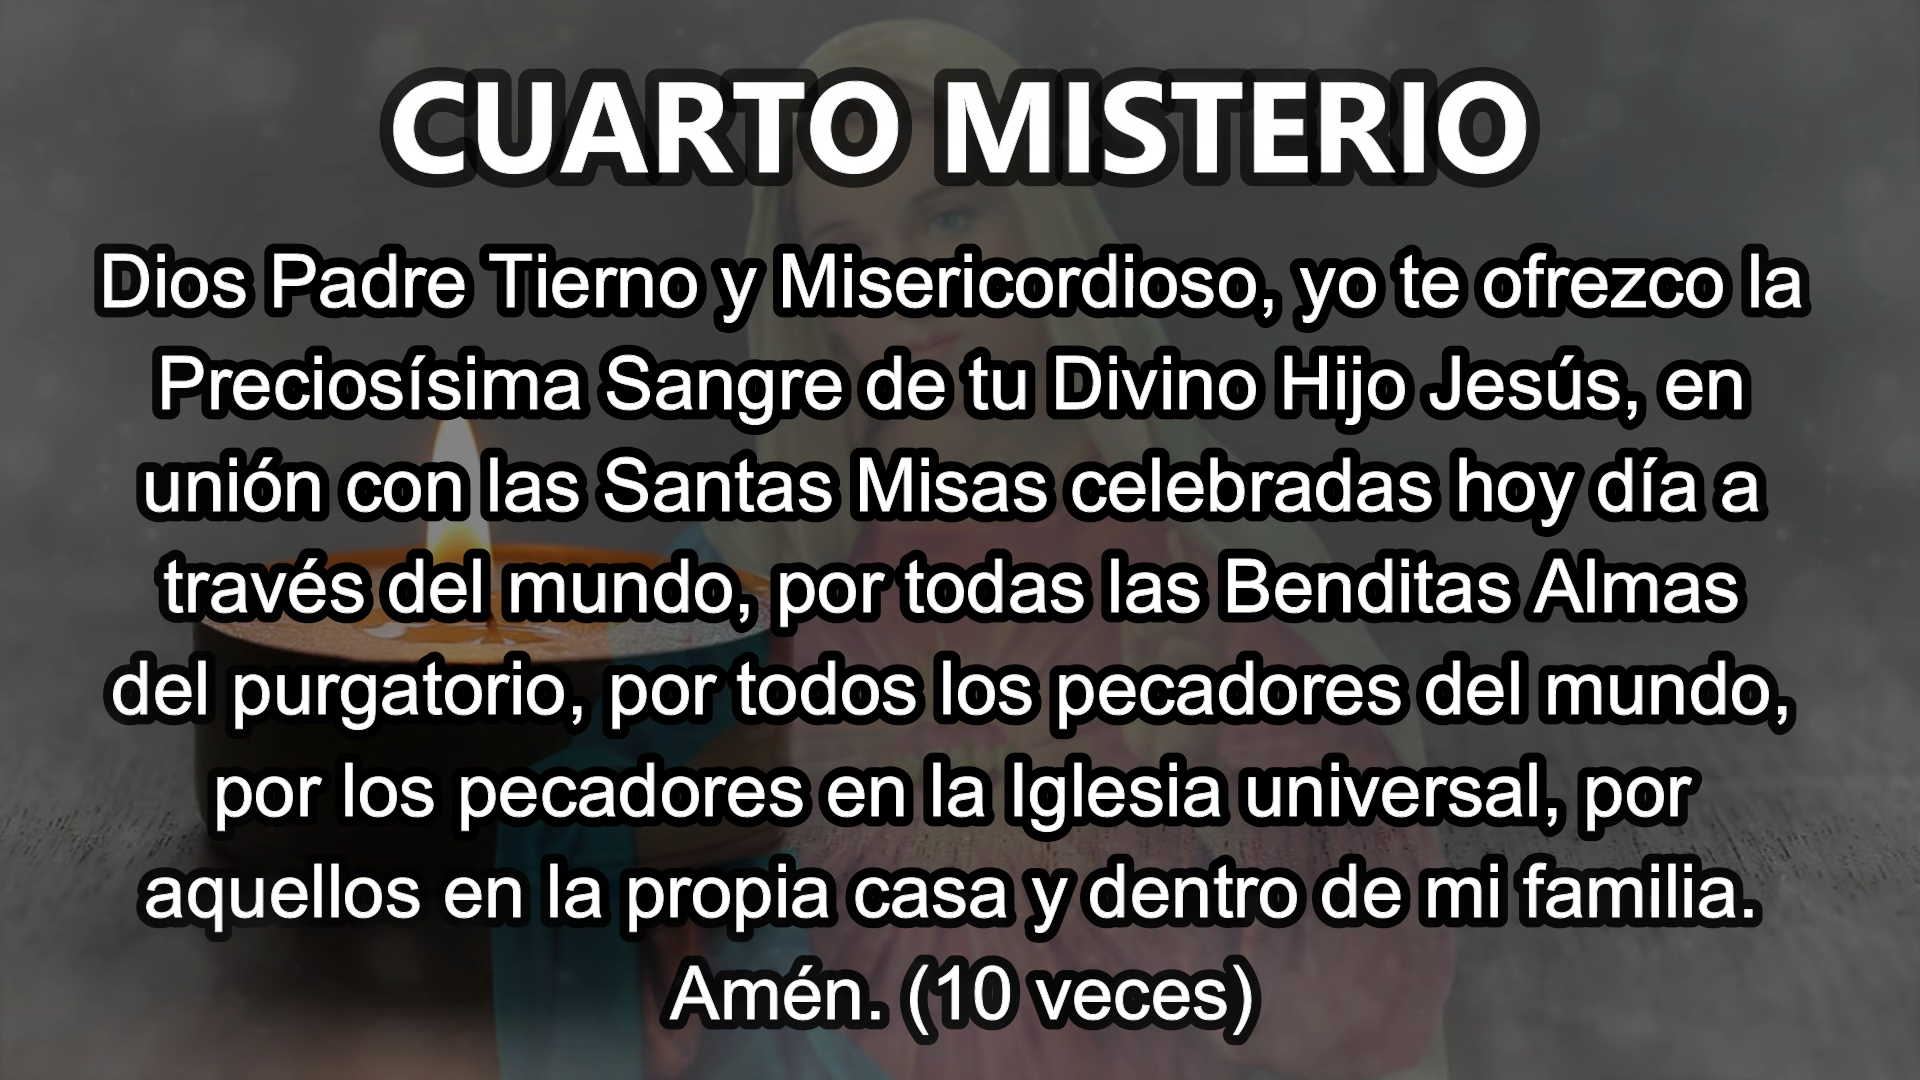 CUARTO MISTERIO
Dios Padre Tierno y Misericordioso, yo te ofrezco la
Preciosísima Sangre de tu Divino Hijo Jesús, en
unión con las Santas Misas celebradas hoy día a
través del mundo, por todas las Benditas Almas
del purgatorio, por todos los pecadores del mundo,
por los pecadores en la Iglesia universal, por
aquellos en la propia casa y dentro de mi familia.
Amén. (10 veces)